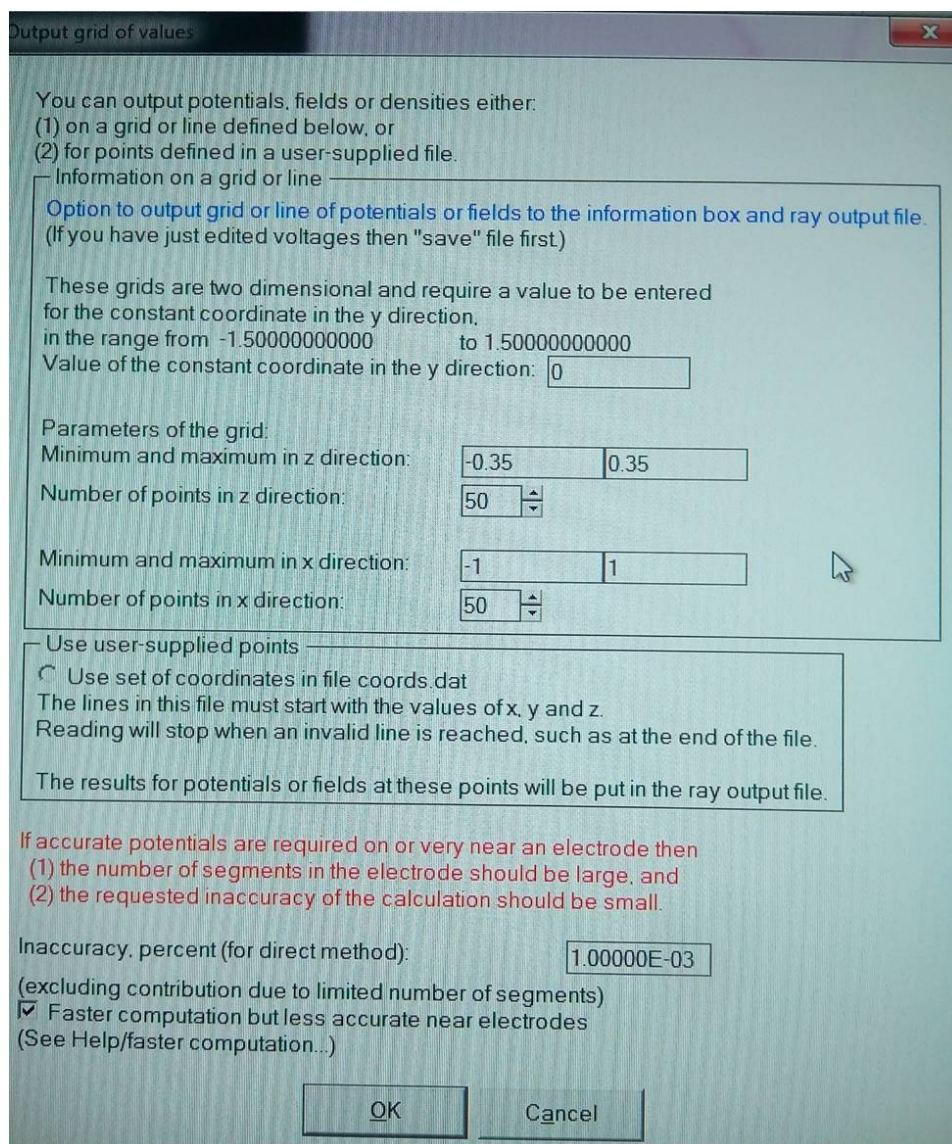 Output grid of values
You can output potentials, fields or densities either:
(1) on a grid or line defined below, or
(2) for points defined in a user-supplied file.
Information on a grid or line
Option to output grid or line of potentials or fields to the information box and ray output file.
(If you have just edited voltages then "save" file first.)
These grids are two dimensional and require a value to be entered
for the constant coordinate in the y direction,
in the range from -1.50000000000 to 1.50000000000
Value of the constant coordinate in the y direction: 0
Parameters of the grid:
Minimum and maximum in z direction: -0.35 0.35
Number of points in z direction: 50
Minimum and maximum in x direction: -1 1
Number of points in x direction: 50
Use user-supplied points
Use set of coordinates in file coords.dat
The lines in this file must start with the values of x, y and z.
Reading will stop when an invalid line is reached, such as at the end of the file.
The results for potentials or fields at these points will be put in the ray output file.
If accurate potentials are required on or very near an electrode then
(1) the number of segments in the electrode should be large, and
(2) the requested inaccuracy of the calculation should be small.
Inaccuracy, percent (for direct method): 1.00000E-03
(excluding contribution due to limited number of segments)
Faster computation but less accurate near electrodes
(See Help/faster computation...)
OK Cancel